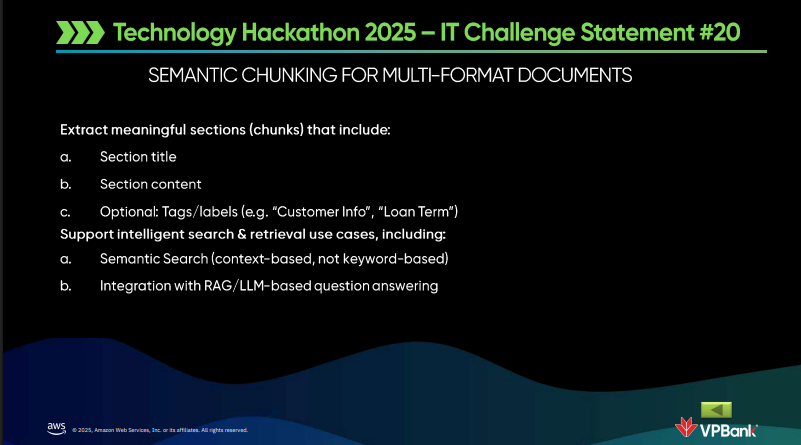 Technology Hackathon 2025 – IT Challenge Statement #20
SEMANTIC CHUNKING FOR MULTI-FORMAT DOCUMENTS
Extract meaningful sections (chunks) that include:
a. Section title
b. Section content
c. Optional: Tags/labels (e.g. “Customer Info”, “Loan Term”)
Support intelligent search & retrieval use cases, including:
a. Semantic Search (context-based, not keyword-based)
b. Integration with RAG/LLM-based question answering
aws © 2025, Amazon Web Services, Inc. or its affiliates. All rights reserved.
VPBank